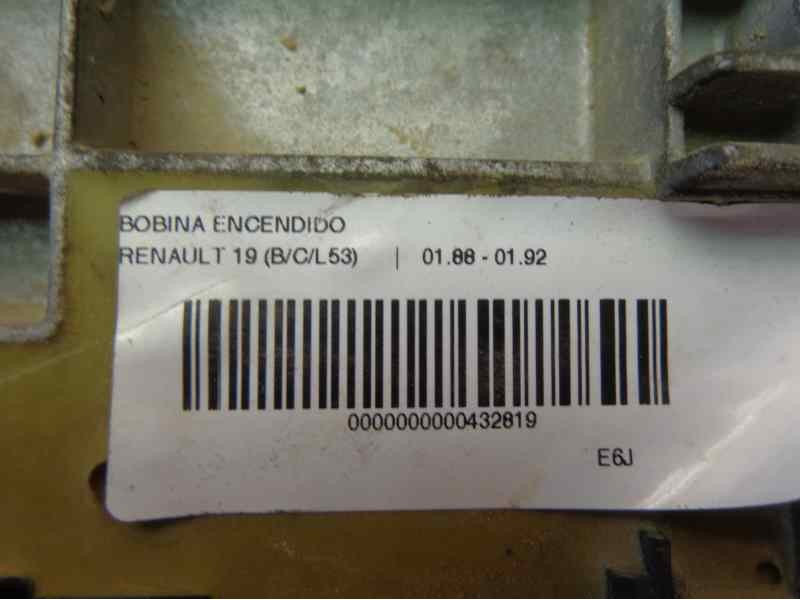 BOBINA ENCENDIDO
RENAULT 19 (B/C/L53) | 01.88 - 01.92
0000000000432819
E6J